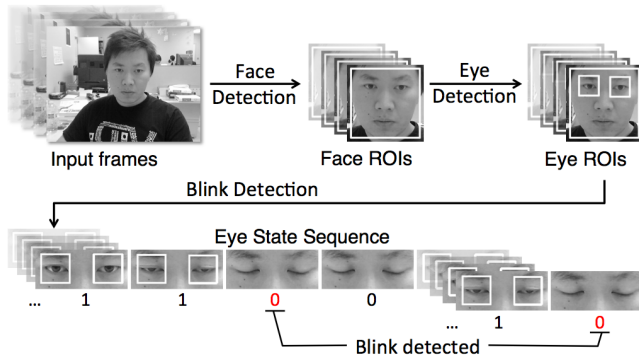 Face
Detection
Eye
Detection
Input frames
Face ROIs
Eye ROIs
Blink Detection
Eye State Sequence
... 1 1 0 0 ... 1 0
Blink detected